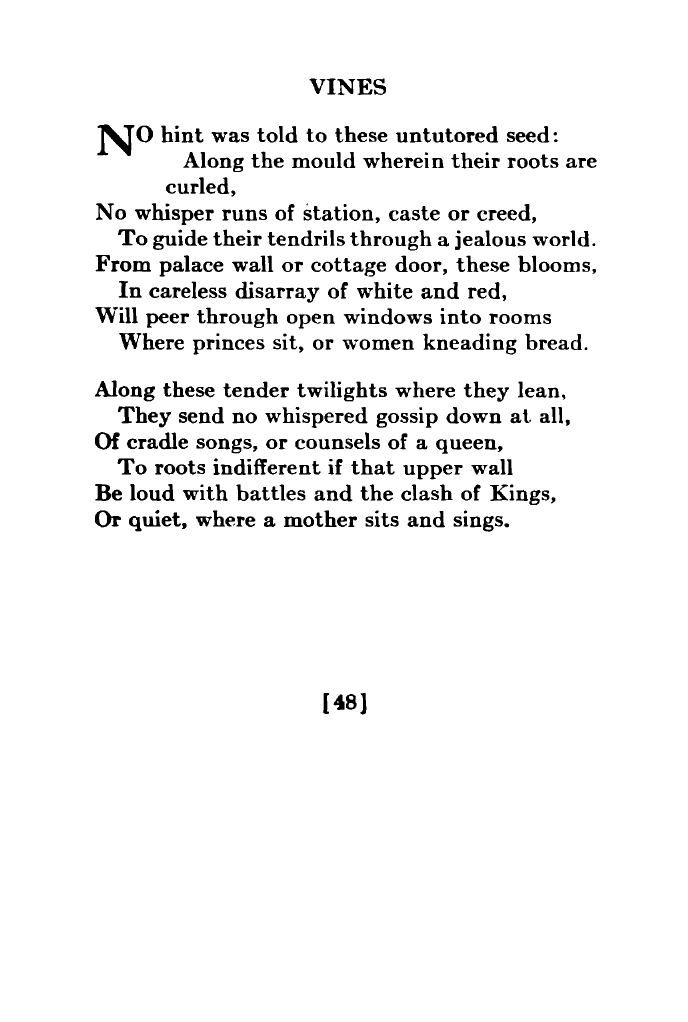 VINES
NO hint was told to these untutored seed:
Along the mould wherein their roots are
curled,
No whisper runs of station, caste or creed,
To guide their tendrils through a jealous world.
From palace wall or cottage door, these blooms,
In careless disarray of white and red,
Will peer through open windows into rooms
Where princes sit, or women kneading bread.
Along these tender twilights where they lean,
They send no whispered gossip down at all,
Of cradle songs, or counsels of a queen,
To roots indifferent if that upper wall
Be loud with battles and the clash of Kings,
Or quiet, where a mother sits and sings.
[48]